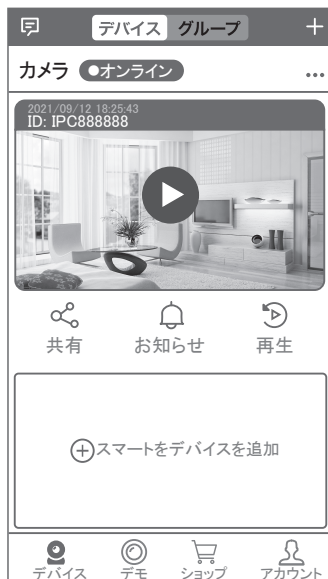 デバイス グループ
カメラ オンライン
2021/09/12 18:25:43
ID: IPC888888
共有 お知らせ 再生
スマートをデバイスを追加
デバイス デモ ショップ アカウント